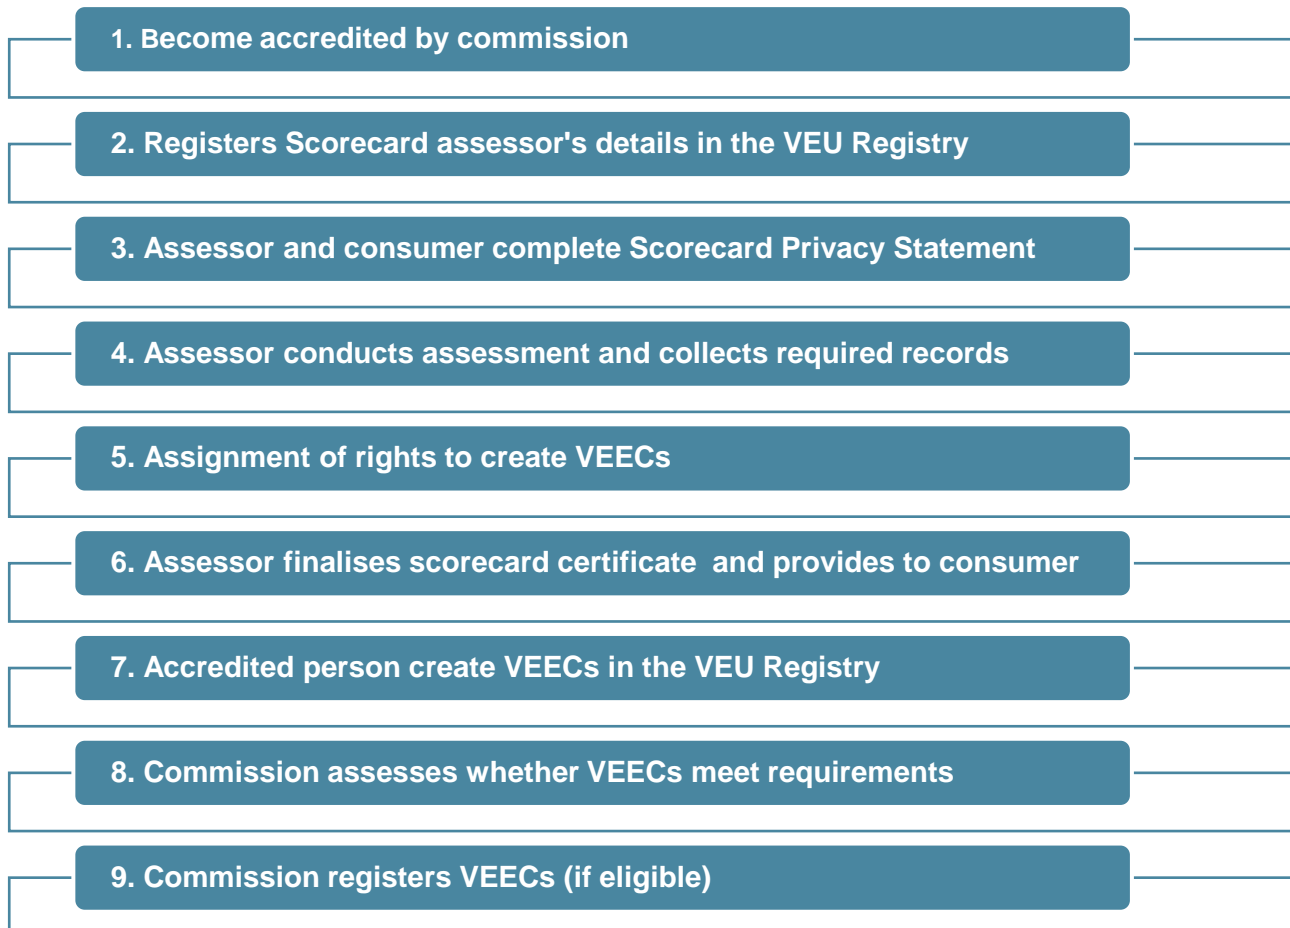 1. Become accredited by commission
2. Registers Scorecard assessor's details in the VEU Registry
3. Assessor and consumer complete Scorecard Privacy Statement
4. Assessor conducts assessment and collects required records
5. Assignment of rights to create VEECs
6. Assessor finalises scorecard certificate  and provides to consumer
7. Accredited person create VEECs in the VEU Registry
8. Commission assesses whether VEECs meet requirements
9. Commission registers VEECs (if eligible)